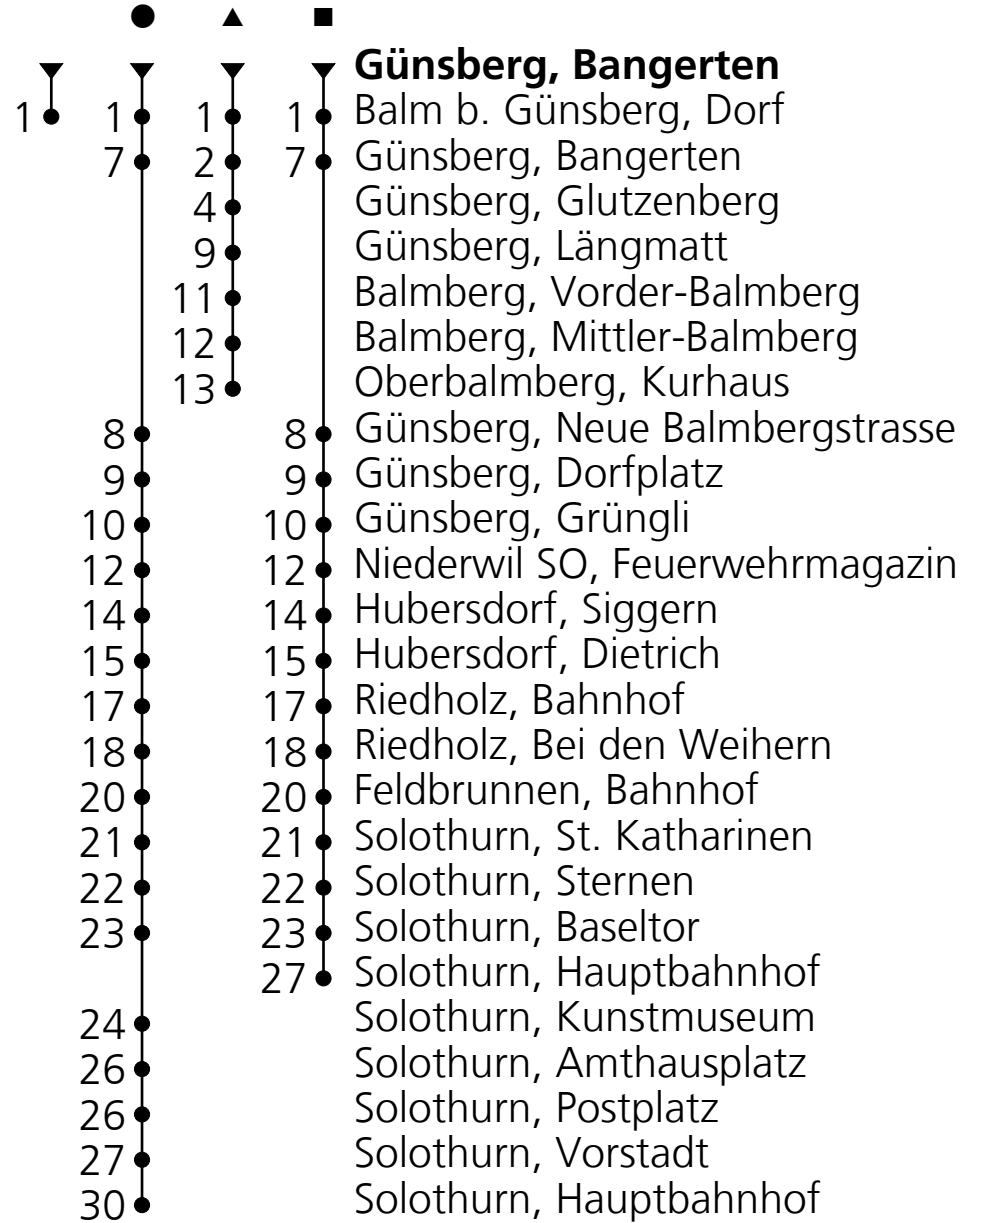 Günsberg, Bangerten
1 1 1 1 Balm b. Günsberg, Dorf
7 2 7 Günsberg, Bangerten
4 Günsberg, Glutzenberg
9 Günsberg, Längmatt
11 Balmberg, Vorder-Balmberg
12 Balmberg, Mittler-Balmberg
13 Oberbalmberg, Kurhaus
8 8 Günsberg, Neue Balmbergstrasse
9 9 Günsberg, Dorfplatz
10 10 Günsberg, Grüngli
12 12 Niederwil SO, Feuerwehrmagazin
14 14 Hubersdorf, Siggern
15 15 Hubersdorf, Dietrich
17 17 Riedholz, Bahnhof
18 18 Riedholz, Bei den Weihern
20 20 Feldbrunnen, Bahnhof
21 21 Solothurn, St. Katharinen
22 22 Solothurn, Sternen
23 23 Solothurn, Baseltor
27 Solothurn, Hauptbahnhof
24 Solothurn, Kunstmuseum
26 Solothurn, Amthausplatz
26 Solothurn, Postplatz
27 Solothurn, Vorstadt
30 Solothurn, Hauptbahnhof